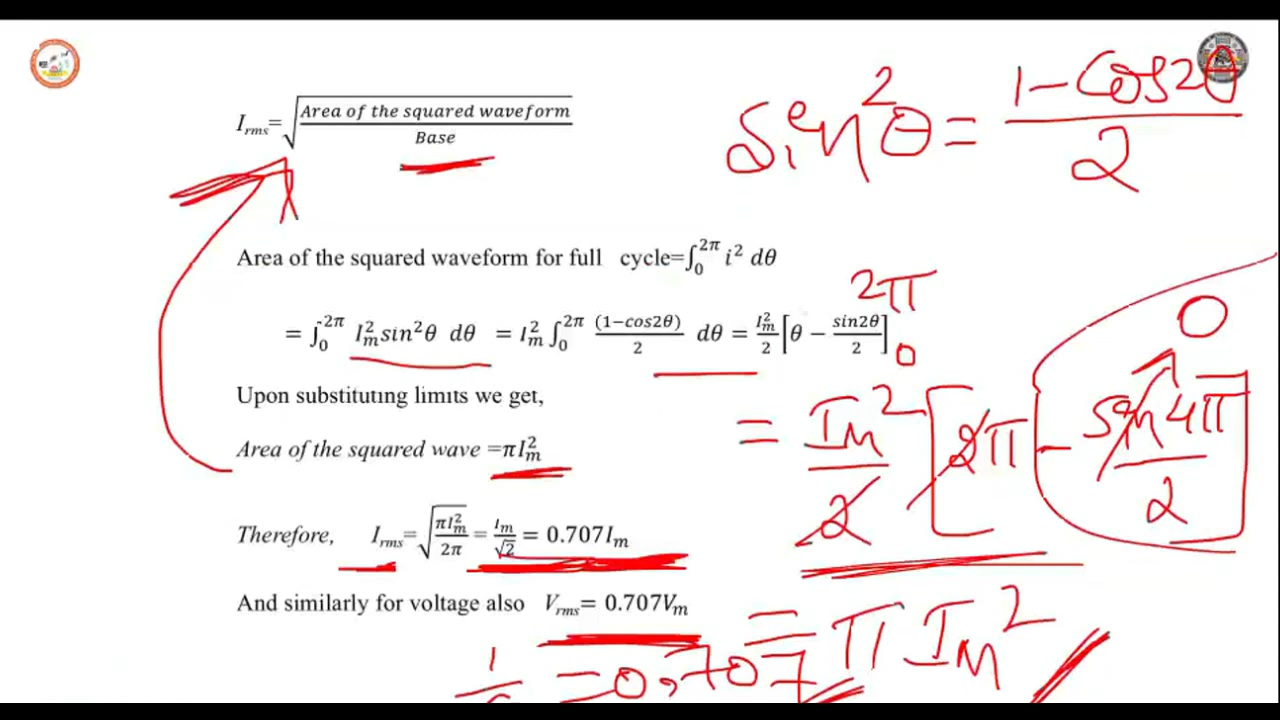 I_rms=√(Area of the squared waveform / Base)
sin²θ = (1-cos2θ)/2
Area of the squared waveform for full cycle=∫₀^2π i² dθ
= ∫₀^2π I_m² sin²θ dθ = I_m² ∫₀^2π (1-cos2θ)/2 dθ = I_m²/2 [θ − sin2θ/2] 2π 0
Upon substituting limits we get,
= I_m²/2 [2π - sin4π/2] 0
Area of the squared wave =πI_m²
Therefore, I_rms=√(πI_m²/2π) = I_m/√2 = 0.707I_m
And similarly for voltage also V_rms= 0.707V_m
= π I_m²
1 = 0.707